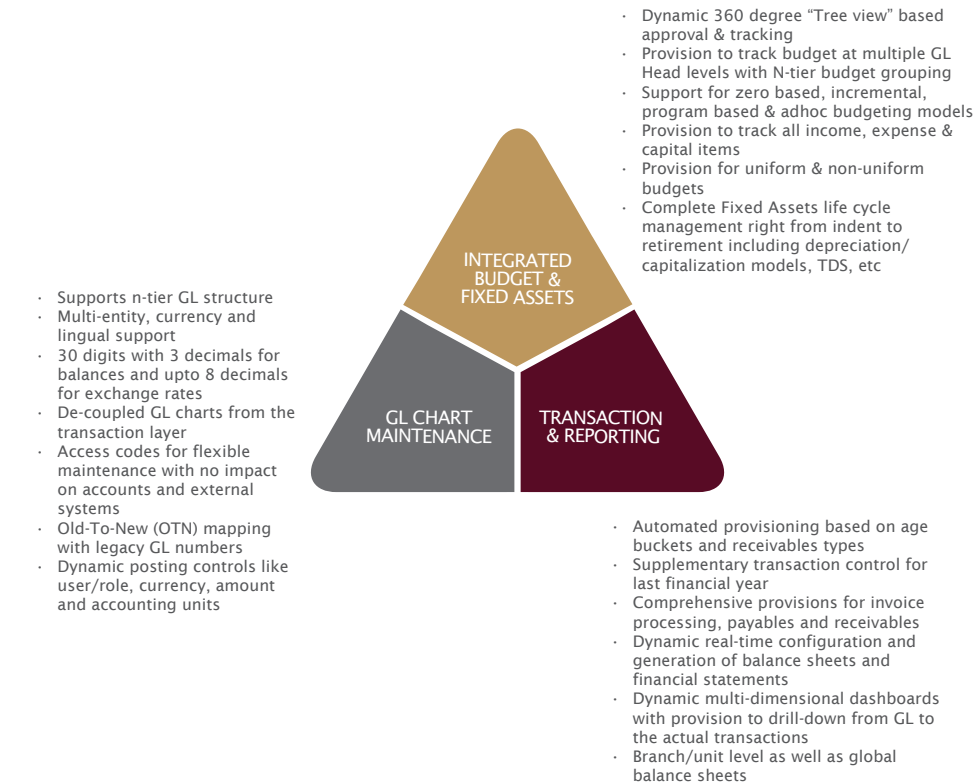 · Dynamic 360 degree “Tree view” based
approval & tracking
· Provision to track budget at multiple GL
Head levels with N-tier budget grouping
· Support for zero based, incremental,
program based & adhoc budgeting models
· Provision to track all income, expense &
capital items
· Provision for uniform & non-uniform
budgets
· Complete Fixed Assets life cycle
management right from indent to
retirement including depreciation/
capitalization models, TDS, etc
INTEGRATED
BUDGET &
FIXED ASSETS
· Supports n-tier GL structure
· Multi-entity, currency and
lingual support
· 30 digits with 3 decimals for
balances and upto 8 decimals
for exchange rates
· De-coupled GL charts from the
transaction layer
· Access codes for flexible
maintenance with no impact
on accounts and external
systems
· Old-To-New (OTN) mapping
with legacy GL numbers
· Dynamic posting controls like
user/role, currency, amount
and accounting units
GL CHART
MAINTENANCE
TRANSACTION
& REPORTING
· Automated provisioning based on age
buckets and receivables types
· Supplementary transaction control for
last financial year
· Comprehensive provisions for invoice
processing, payables and receivables
· Dynamic real-time configuration and
generation of balance sheets and
financial statements
· Dynamic multi-dimensional dashboards
with provision to drill-down from GL to
the actual transactions
· Branch/unit level as well as global
balance sheets